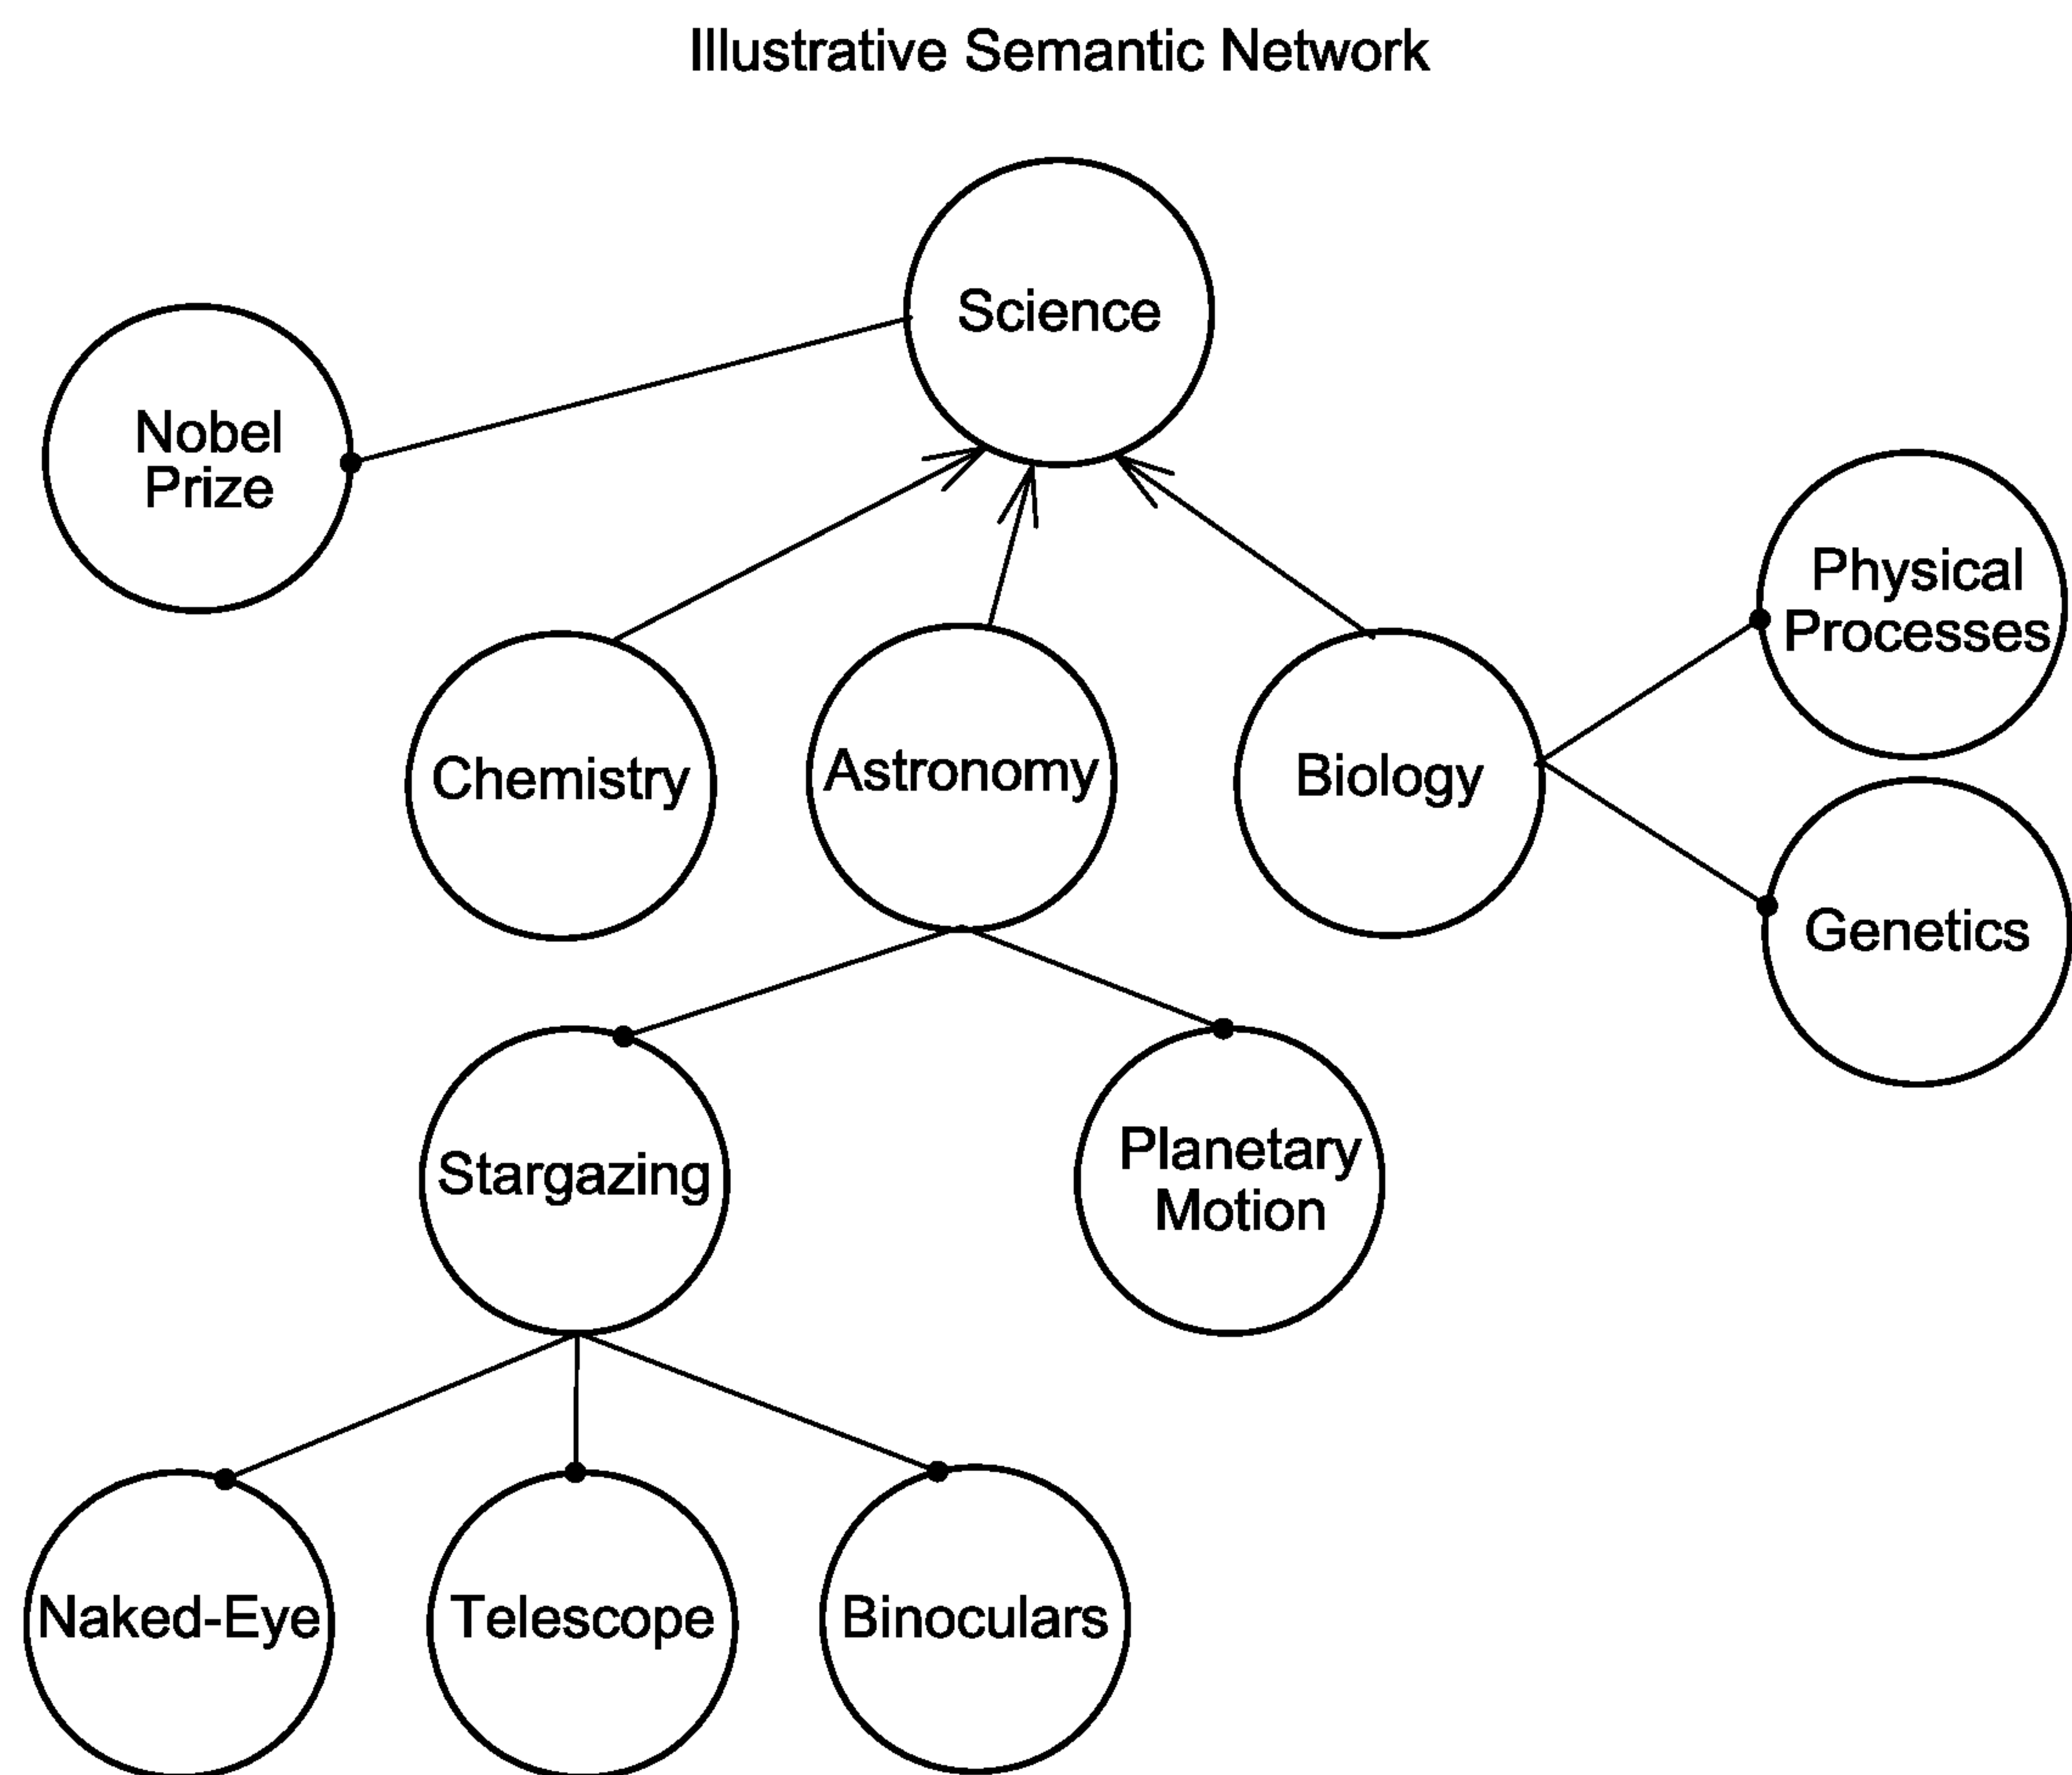 Illustrative Semantic Network
Science
Nobel
Prize
Physical
Processes
Chemistry
Astronomy
Biology
Genetics
Stargazing
Planetary
Motion
Naked-Eye
Telescope
Binoculars